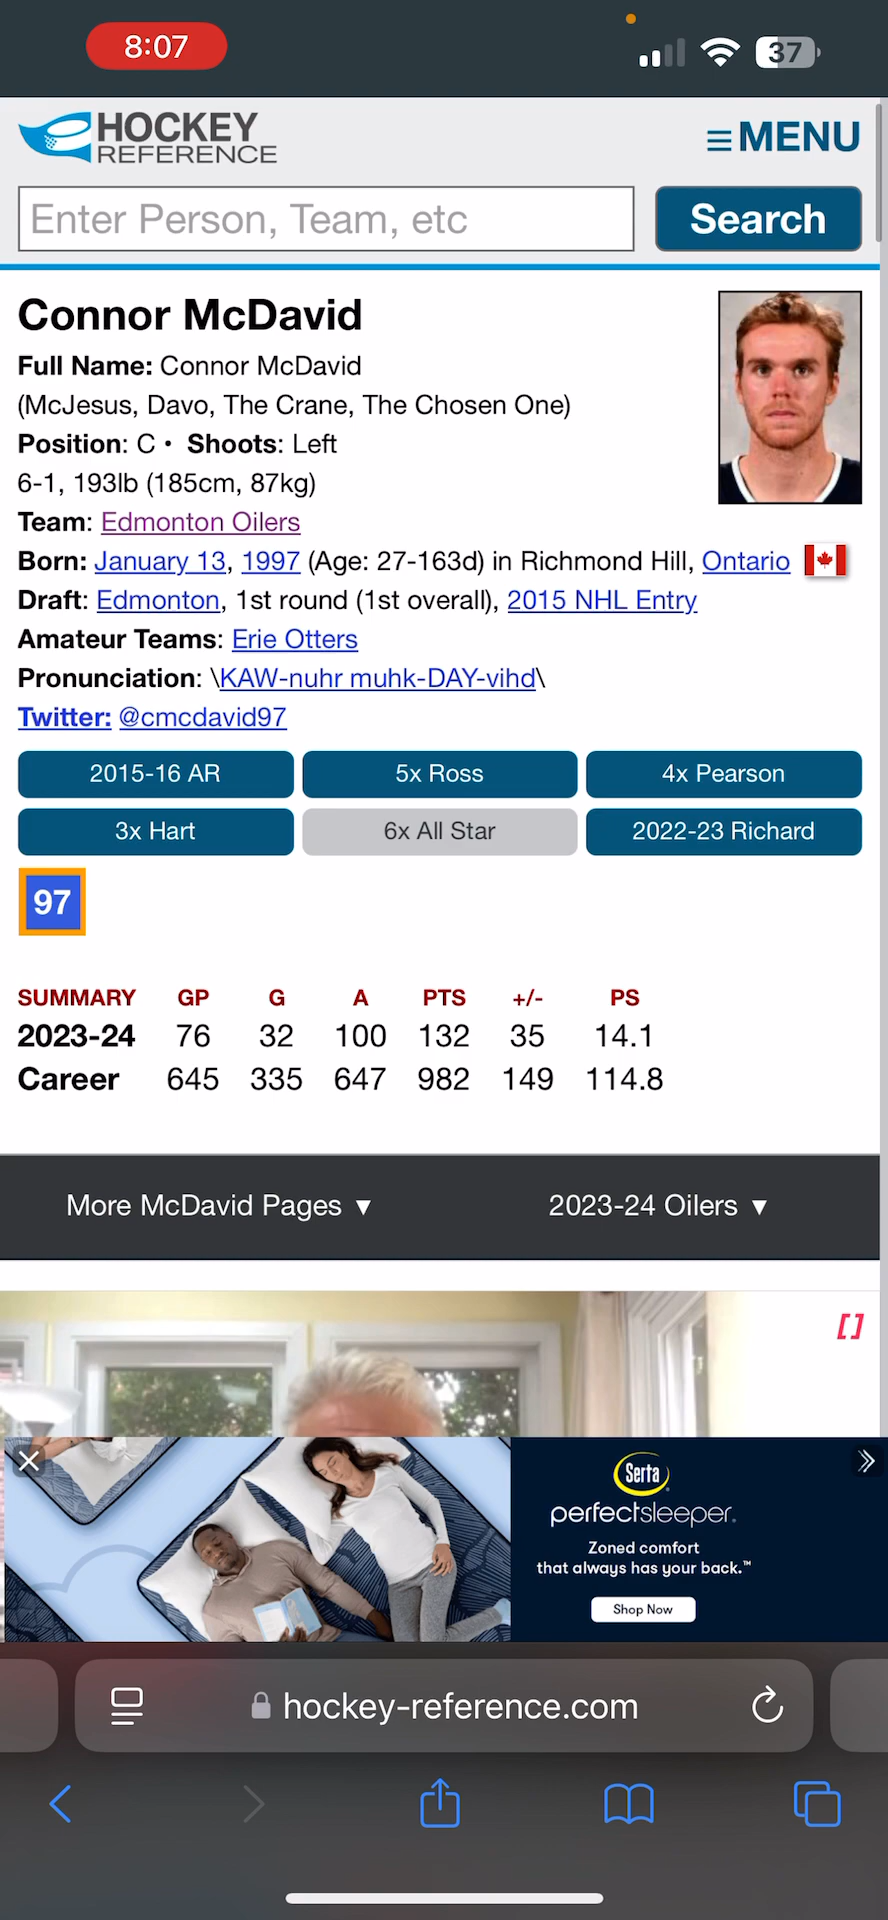 8:07
37
HOCKEY
REFERENCE
≡ MENU
Enter Person, Team, etc
Search
Connor McDavid
Full Name: Connor McDavid
(McJesus, Davo, The Crane, The Chosen One)
Position: C • Shoots: Left
6-1, 193lb (185cm, 87kg)
Team: Edmonton Oilers
Born: January 13, 1997 (Age: 27-163d) in Richmond Hill, Ontario
Draft: Edmonton, 1st round (1st overall), 2015 NHL Entry
Amateur Teams: Erie Otters
Pronunciation: \KAW-nuhr muhk-DAY-vihd\
Twitter: @cmcdavid97
2015-16 AR 5x Ross 4x Pearson
3x Hart 6x All Star 2022-23 Richard
97
SUMMARY GP G A PTS +/- PS
2023-24 76 32 100 132 35 14.1
Career 645 335 647 982 149 114.8
More McDavid Pages ▼ 2023-24 Oilers ▼
[]
Serta
perfectsleeper.
Zoned comfort
that always has your back.™
Shop Now
hockey-reference.com